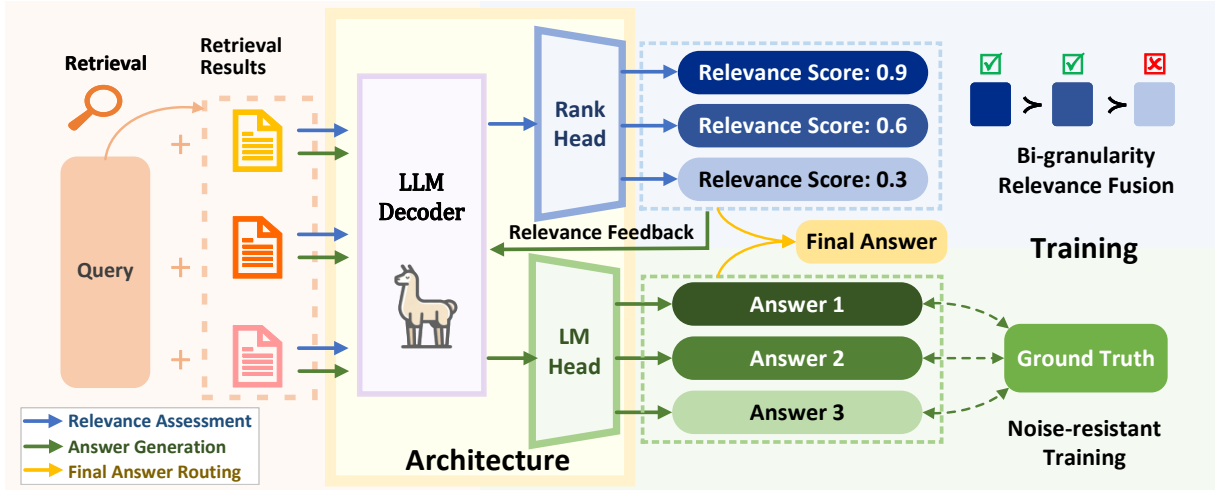 Retrieval
Retrieval
Results
Query
LLM
Decoder
Rank
Head
LM
Head
Architecture
Relevance Score: 0.9
Relevance Score: 0.6
Relevance Score: 0.3
Relevance Feedback
Final Answer
Answer 1
Answer 2
Answer 3
Bi-granularity
Relevance Fusion
Training
Ground Truth
Noise-resistant
Training
Relevance Assessment
Answer Generation
Final Answer Routing